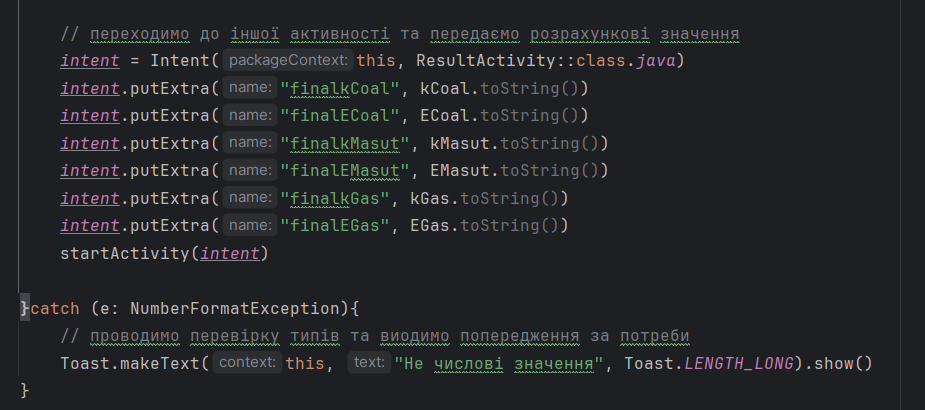 // переходимо до іншої активності та передаємо розрахункові значення
intent = Intent( packageContext: this, ResultActivity::class.java)
intent.putExtra( name: "finalkCoal", kCoal.toString())
intent.putExtra( name: "finalECoal", ECoal.toString())
intent.putExtra( name: "finalkMasut", kMasut.toString())
intent.putExtra( name: "finalEMasut", EMasut.toString())
intent.putExtra( name: "finalkGas", kGas.toString())
intent.putExtra( name: "finalEGas", EGas.toString())
startActivity(intent)
}catch (e: NumberFormatException){
// проводимо перевірку типів та виодимо попередження за потреби
Toast.makeText( context: this, text: "Не числові значення", Toast.LENGTH_LONG).show()
}